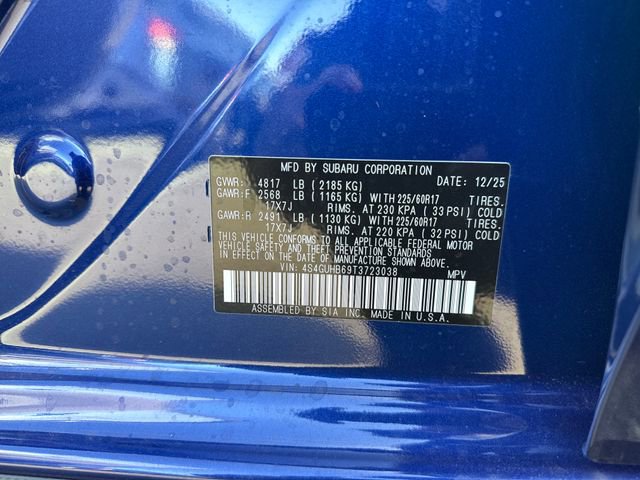 MFD BY SUBARU CORPORATION DATE: 12/25
GVWR: 4817 LB ( 2185 KG)
GAWR:F 2568 LB ( 1165 KG) WITH 225/60R17 TIRES.
17X7J RIMS. AT 230 KPA ( 33 PSI) COLD
GAWR:R 2491 LB ( 1130 KG) WITH 225/60R17 TIRES.
17X7J RIMS. AT 220 KPA ( 32 PSI) COLD
THIS VEHICLE CONFORMS TO ALL APPLICABLE FEDERAL MOTOR
VEHICLE SAFETY AND THEFT PREVENTION STANDARDS
IN EFFECT ON THE DATE OF MANUFACTURE SHOWN ABOVE.
VIN: 4S4GUHB69T3723038 MPV
ASSEMBLED BY SIA INC. MADE IN U.S.A.